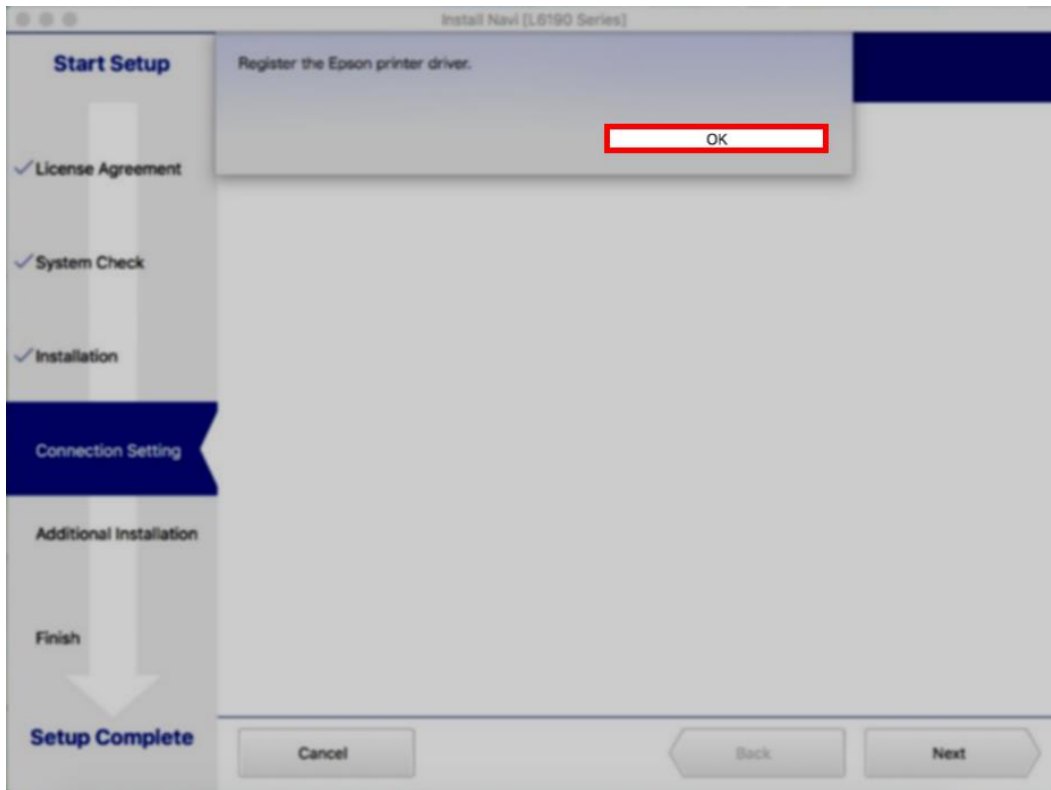 Install Navi [L6190 Series]
Start Setup
Register the Epson printer driver.
OK
License Agreement
System Check
Installation
Connection Setting
Additional Installation
Finish
Setup Complete
Cancel
Back
Next